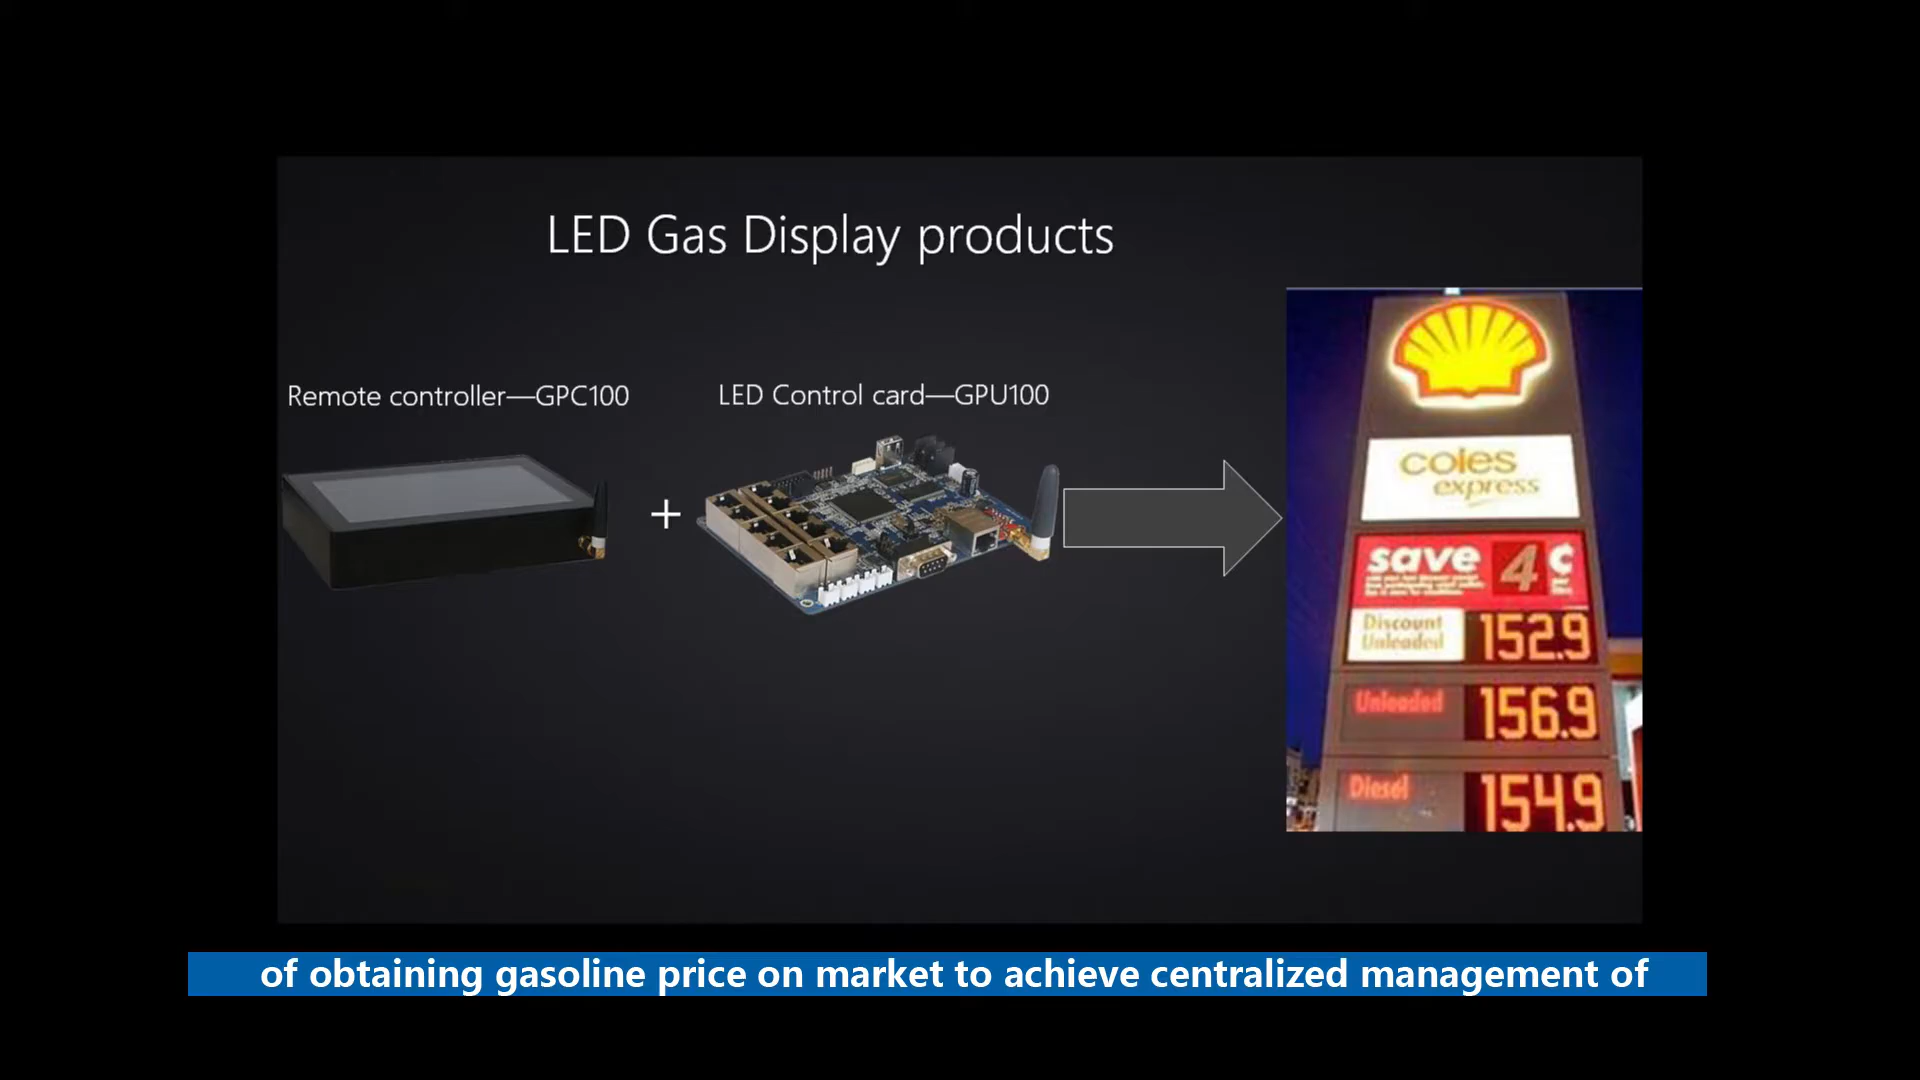 LED Gas Display products
Remote controller—GPC100
LED Control card—GPU100
coles
express
save 4 ¢
Discount
Unleaded
152.9
Unleaded
156.9
Diesel
154.9
of obtaining gasoline price on market to achieve centralized management of